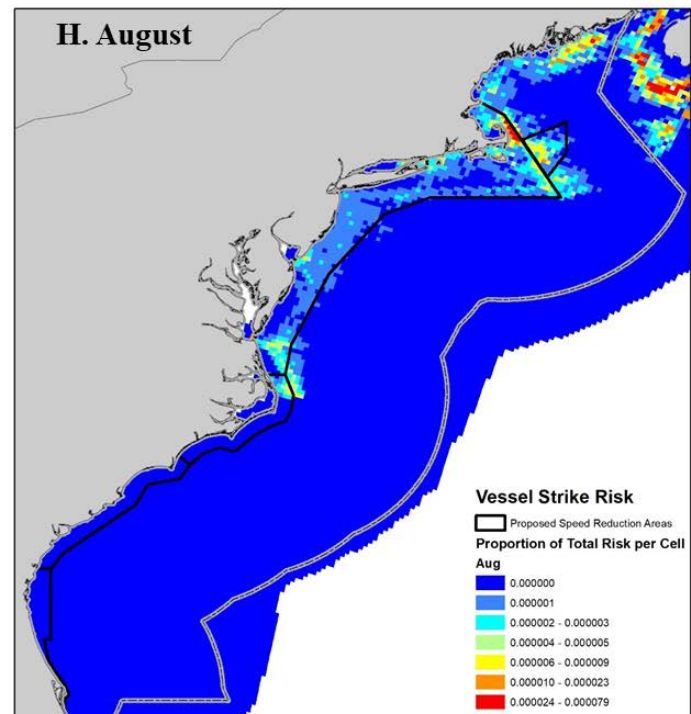 H. August
Vessel Strike Risk
Proposed Speed Reduction Areas
Proportion of Total Risk per Cell
Aug
0.000000
0.000001
0.000002 - 0.000003
0.000004 - 0.000005
0.000006 - 0.000009
0.000010 - 0.000023
0.000024 - 0.000079